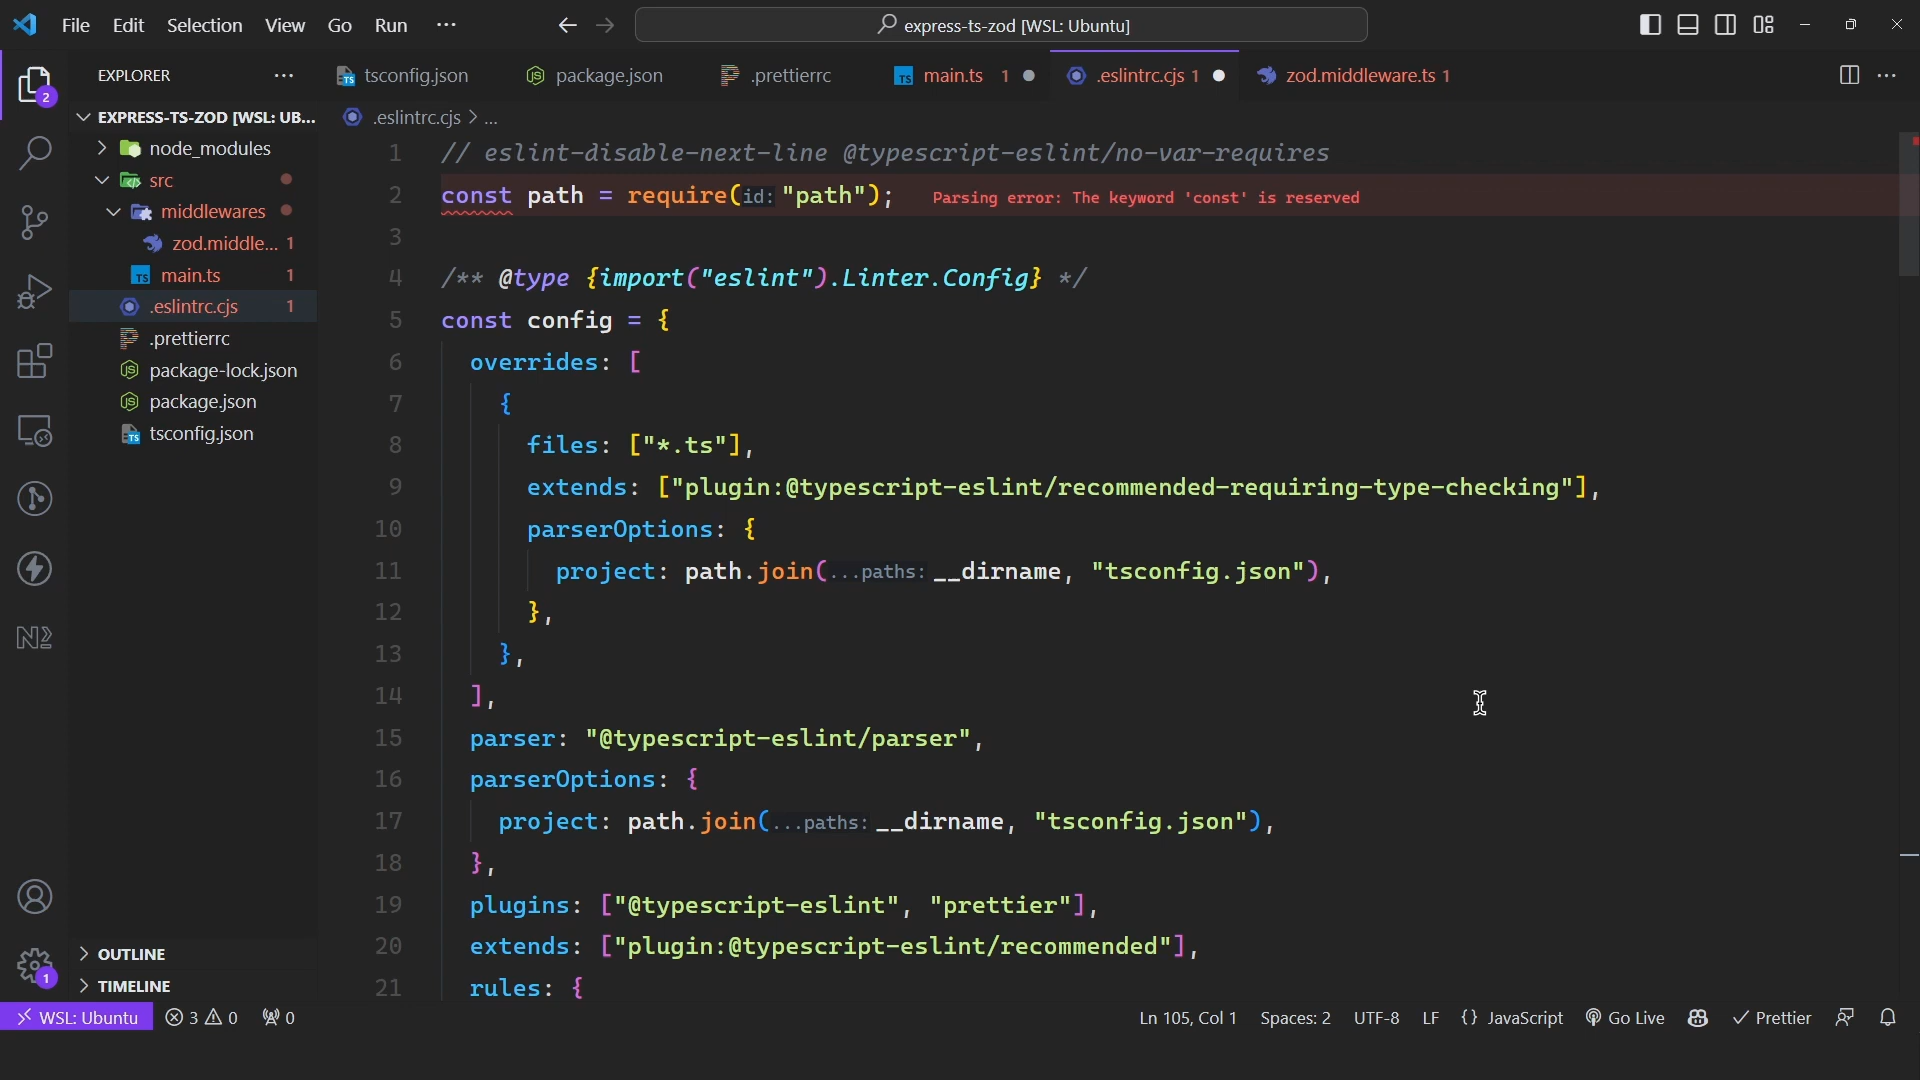 File Edit Selection View Go Run ···
express-ts-zod [WSL: Ubuntu]
EXPLORER ···
tsconfig.json
package.json
.prettierrc
TS main.ts 1
.eslintrc.cjs 1
zod.middleware.ts 1
2
EXPRESS-TS-ZOD [WSL: UB...
.eslintrc.cjs > ...
node_modules
src
middlewares
zod.middle... 1
TS main.ts 1
.eslintrc.cjs 1
.prettierrc
package-lock.json
package.json
tsconfig.json
1 // eslint-disable-next-line @typescript-eslint/no-var-requires
2 const path = require(id: "path"); Parsing error: The keyword 'const' is reserved
3
4 /** @type {import("eslint").Linter.Config} */
5 const config = {
6 overrides: [
7 {
8 files: ["*.ts"],
9 extends: ["plugin:@typescript-eslint/recommended-requiring-type-checking"],
10 parserOptions: {
11 project: path.join(...paths: __dirname, "tsconfig.json"),
12 },
13 },
14 ],
15 parser: "@typescript-eslint/parser",
16 parserOptions: {
17 project: path.join(...paths: __dirname, "tsconfig.json"),
18 },
19 plugins: ["@typescript-eslint", "prettier"],
20 extends: ["plugin:@typescript-eslint/recommended"],
21 rules: {
OUTLINE
TIMELINE
1
WSL: Ubuntu 3 0 0
Ln 105, Col 1 Spaces: 2 UTF-8 LF {} JavaScript Go Live Prettier